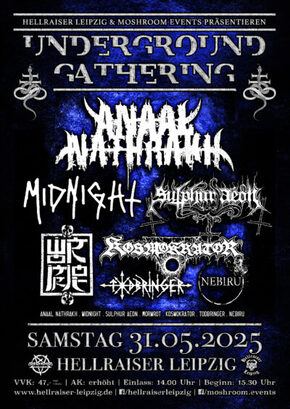 HELLRAISER LEIPZIG & MOSHROOM EVENTS PRÄSENTIEREN
UNDERGROUND
GATHERING
ANAAL
NATHRAKH
MIDNIGHT
Sulphur Aeon
KOSMOKRATOR
TODBRINGER
NEBIRU
ANAAL NATHRAKH . MIDNIGHT . SULPHUR AEON . MORWROT . KOSMOKRATOR . TODBRINGER . NEBIRU
SAMSTAG 31.05.2025
HELLRAISER LEIPZIG
VVK: 47,- | AK: erhöht | Einlass: 14.00 Uhr | Beginn: 15.30 Uhr
www.hellraiser-leipzig.de | /hellraiserleipzig | /moshroom.events